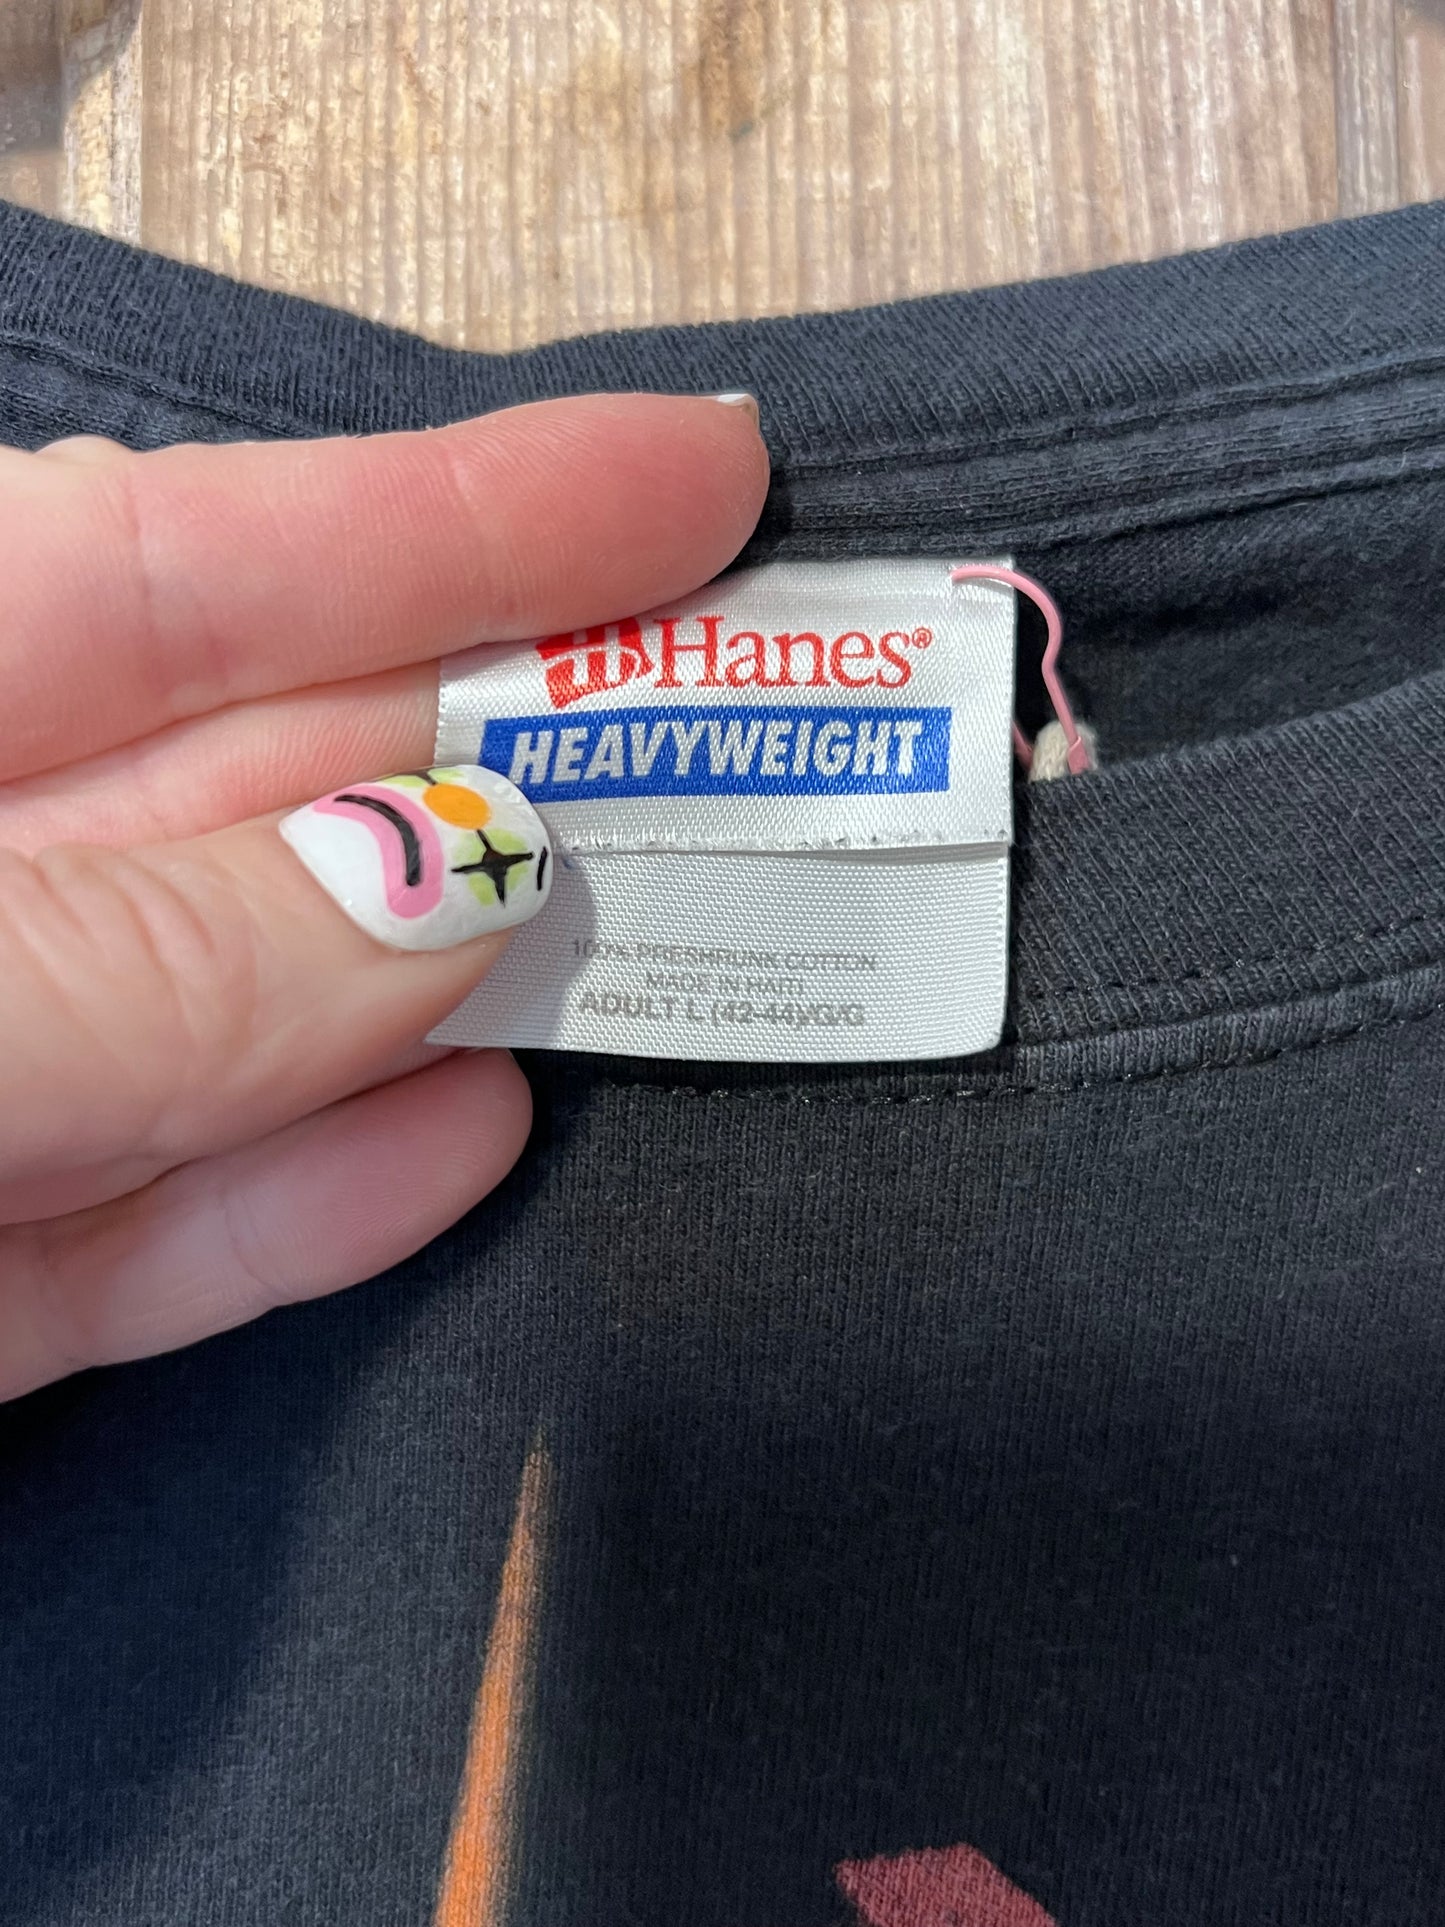 Hanes®
HEAVYWEIGHT
100% PRESHRUNK COTTON
MADE IN HAITI
ADULT L (42-44)/G/G